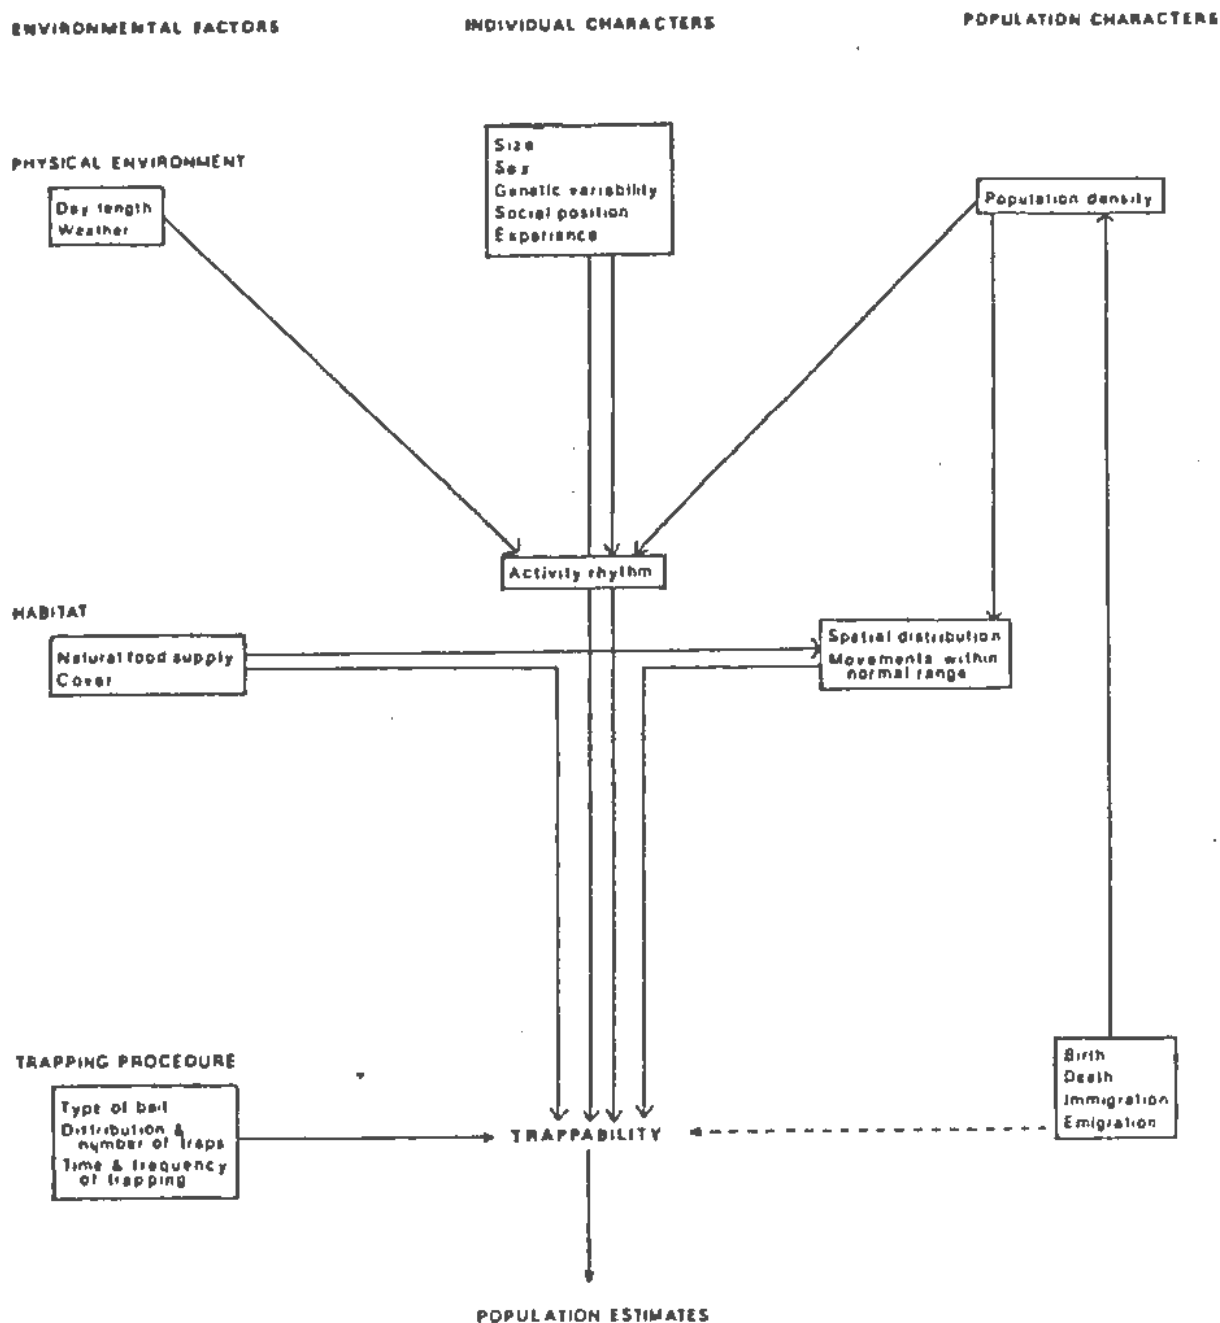 ENVIRONMENTAL FACTORS
INDIVIDUAL CHARACTERS
POPULATION CHARACTERS
PHYSICAL ENVIRONMENT
Day length
Weather
Size
Sex
Genetic variability
Social position
Experience
Population density
Activity rhythm
HABITAT
Natural food supply
Cover
Spatial distribution
Movements within
normal range
TRAPPING PROCEDURE
Type of bait
Distribution &
number of traps
Time & frequency
of trapping
TRAPPABILITY
Birth
Death
Immigration
Emigration
POPULATION ESTIMATES